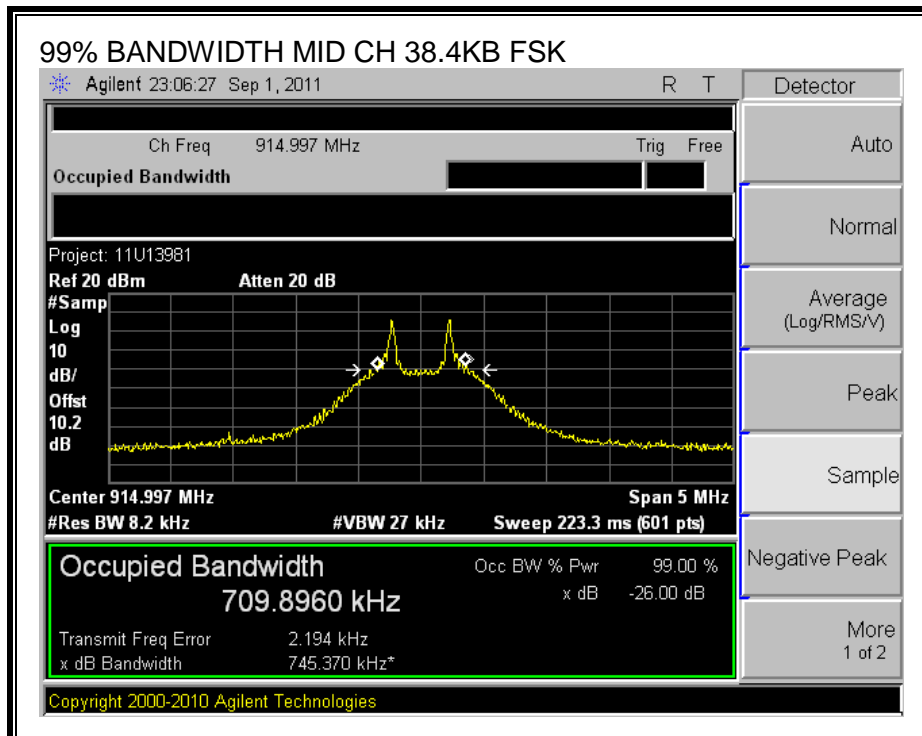 99% BANDWIDTH MID CH 38.4KB FSK
Agilent 23:06:27 Sep 1, 2011 R T
Detector
Ch Freq 914.997 MHz Trig Free
Occupied Bandwidth
Auto
Normal
Project: 11U13981
Ref 20 dBm Atten 20 dB
#Samp
Log
10
dB/
Offst
10.2
dB
Average
(Log/RMS/V)
Peak
Sample
Center 914.997 MHz Span 5 MHz
#Res BW 8.2 kHz #VBW 27 kHz Sweep 223.3 ms (601 pts)
Negative Peak
Occupied Bandwidth Occ BW % Pwr 99.00 %
709.8960 kHz x dB -26.00 dB
Transmit Freq Error 2.194 kHz
x dB Bandwidth 745.370 kHz*
More
1 of 2
Copyright 2000-2010 Agilent Technologies